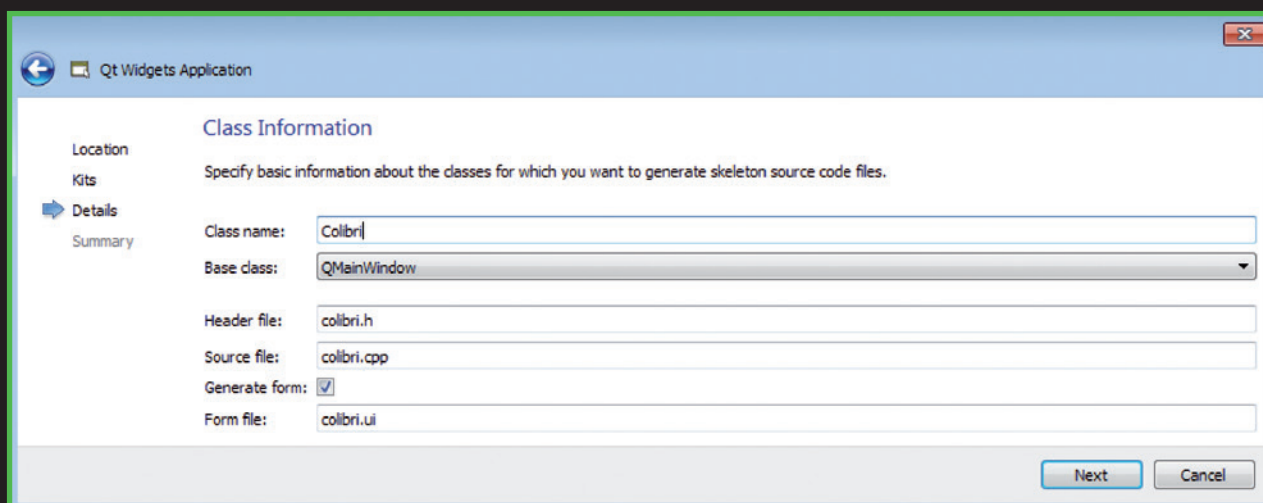 Qt Widgets Application
Class Information
Location
Kits
Details
Summary
Specify basic information about the classes for which you want to generate skeleton source code files.
Class name: Colibri
Base class: QMainWindow
Header file: colibri.h
Source file: colibri.cpp
Generate form:
Form file: colibri.ui
Next Cancel